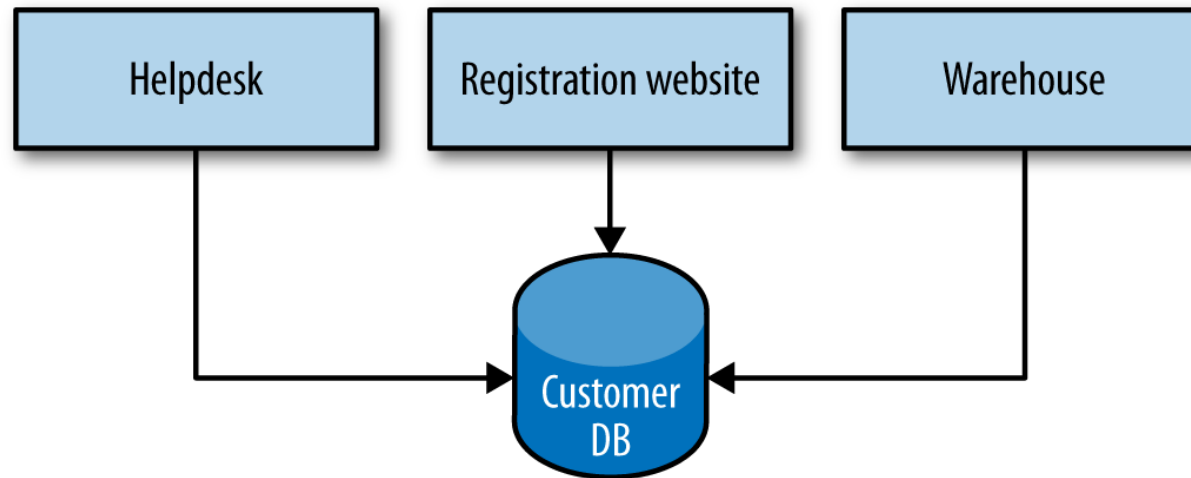 Helpdesk
Registration website
Warehouse
Customer
DB